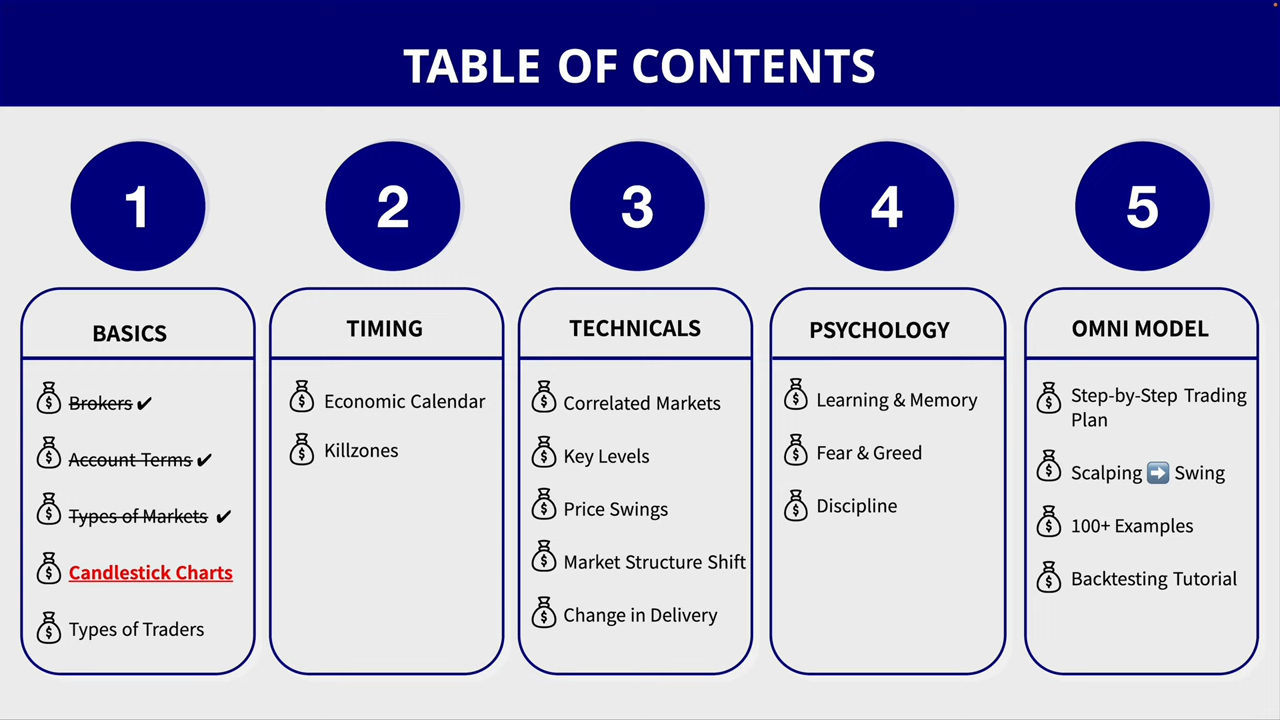 TABLE OF CONTENTS
1
BASICS
Brokers ✔
Account Terms ✔
Types of Markets ✔
Candlestick Charts
Types of Traders
2
TIMING
Economic Calendar
Killzones
3
TECHNICALS
Correlated Markets
Key Levels
Price Swings
Market Structure Shift
Change in Delivery
4
PSYCHOLOGY
Learning & Memory
Fear & Greed
Discipline
5
OMNI MODEL
Step-by-Step Trading
Plan
Scalping ➡ Swing
100+ Examples
Backtesting Tutorial